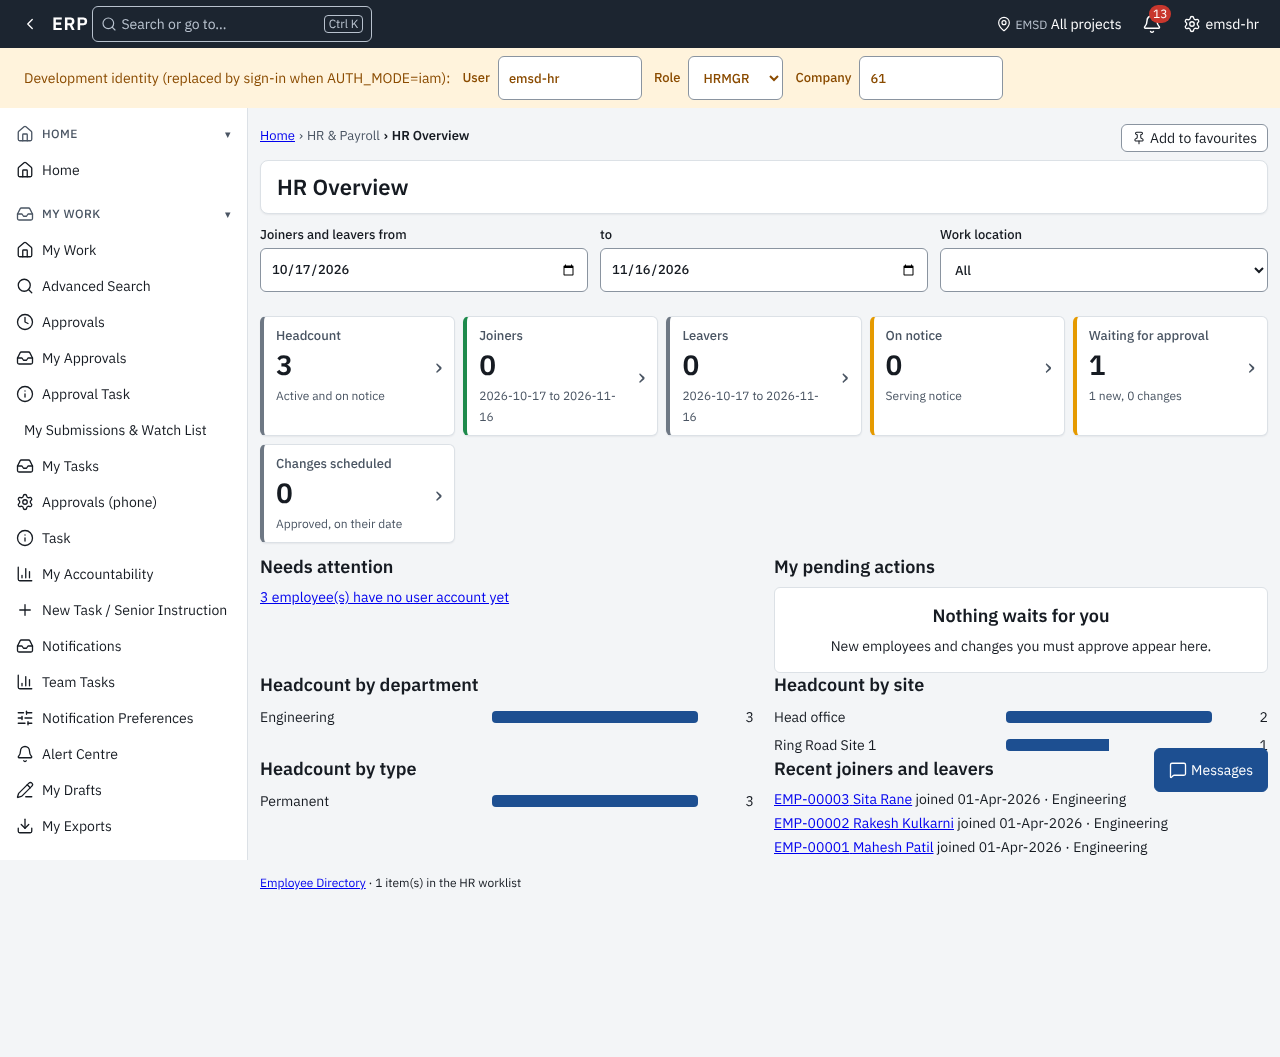 ERP
Search or go to...
Ctrl K
EMSD All projects
13
emsd-hr
Development identity (replaced by sign-in when AUTH_MODE=iam):
User
emsd-hr
Role
HRMGR
Company
61
HOME
Home
MY WORK
My Work
Advanced Search
Approvals
My Approvals
Approval Task
My Submissions & Watch List
My Tasks
Approvals (phone)
Task
My Accountability
New Task / Senior Instruction
Notifications
Team Tasks
Notification Preferences
Alert Centre
My Drafts
My Exports
Home › HR & Payroll › HR Overview
Add to favourites
HR Overview
Joiners and leavers from
10/17/2026
to
11/16/2026
Work location
All
Headcount
3
Active and on notice
Joiners
0
2026-10-17 to 2026-11-
16
Leavers
0
2026-10-17 to 2026-11-
16
On notice
0
Serving notice
Waiting for approval
1
1 new, 0 changes
Changes scheduled
0
Approved, on their date
Needs attention
3 employee(s) have no user account yet
My pending actions
Nothing waits for you
New employees and changes you must approve appear here.
Headcount by department
Engineering 3
Headcount by site
Head office 2
Ring Road Site 1 1
Headcount by type
Permanent 3
Recent joiners and leavers
Messages
EMP-00003 Sita Rane joined 01-Apr-2026 · Engineering
EMP-00002 Rakesh Kulkarni joined 01-Apr-2026 · Engineering
EMP-00001 Mahesh Patil joined 01-Apr-2026 · Engineering
Employee Directory · 1 item(s) in the HR worklist